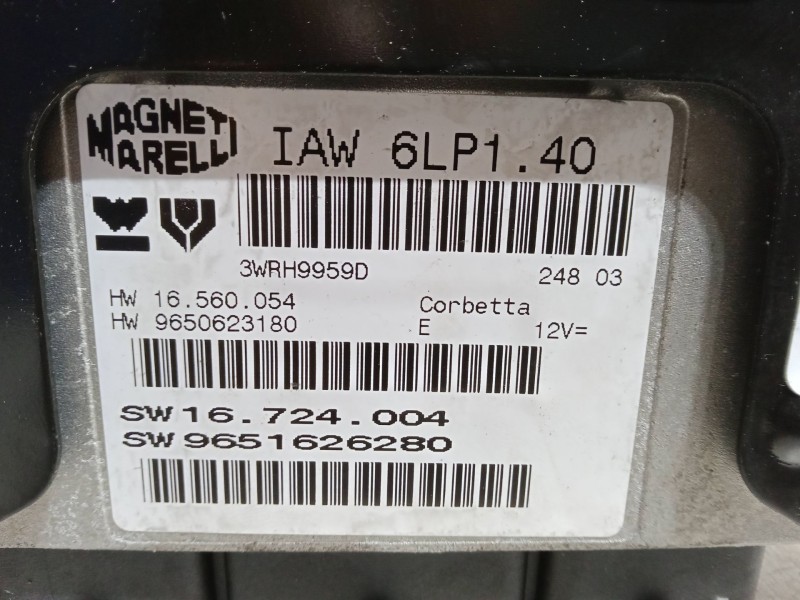 MAGNETI
MARELLI
IAW 6LP1.40
3WRH9959D 248 03
HW 16.560.054 Corbetta
HW 9650623180 E 12V=
SW 16.724.004
SW 9651626280